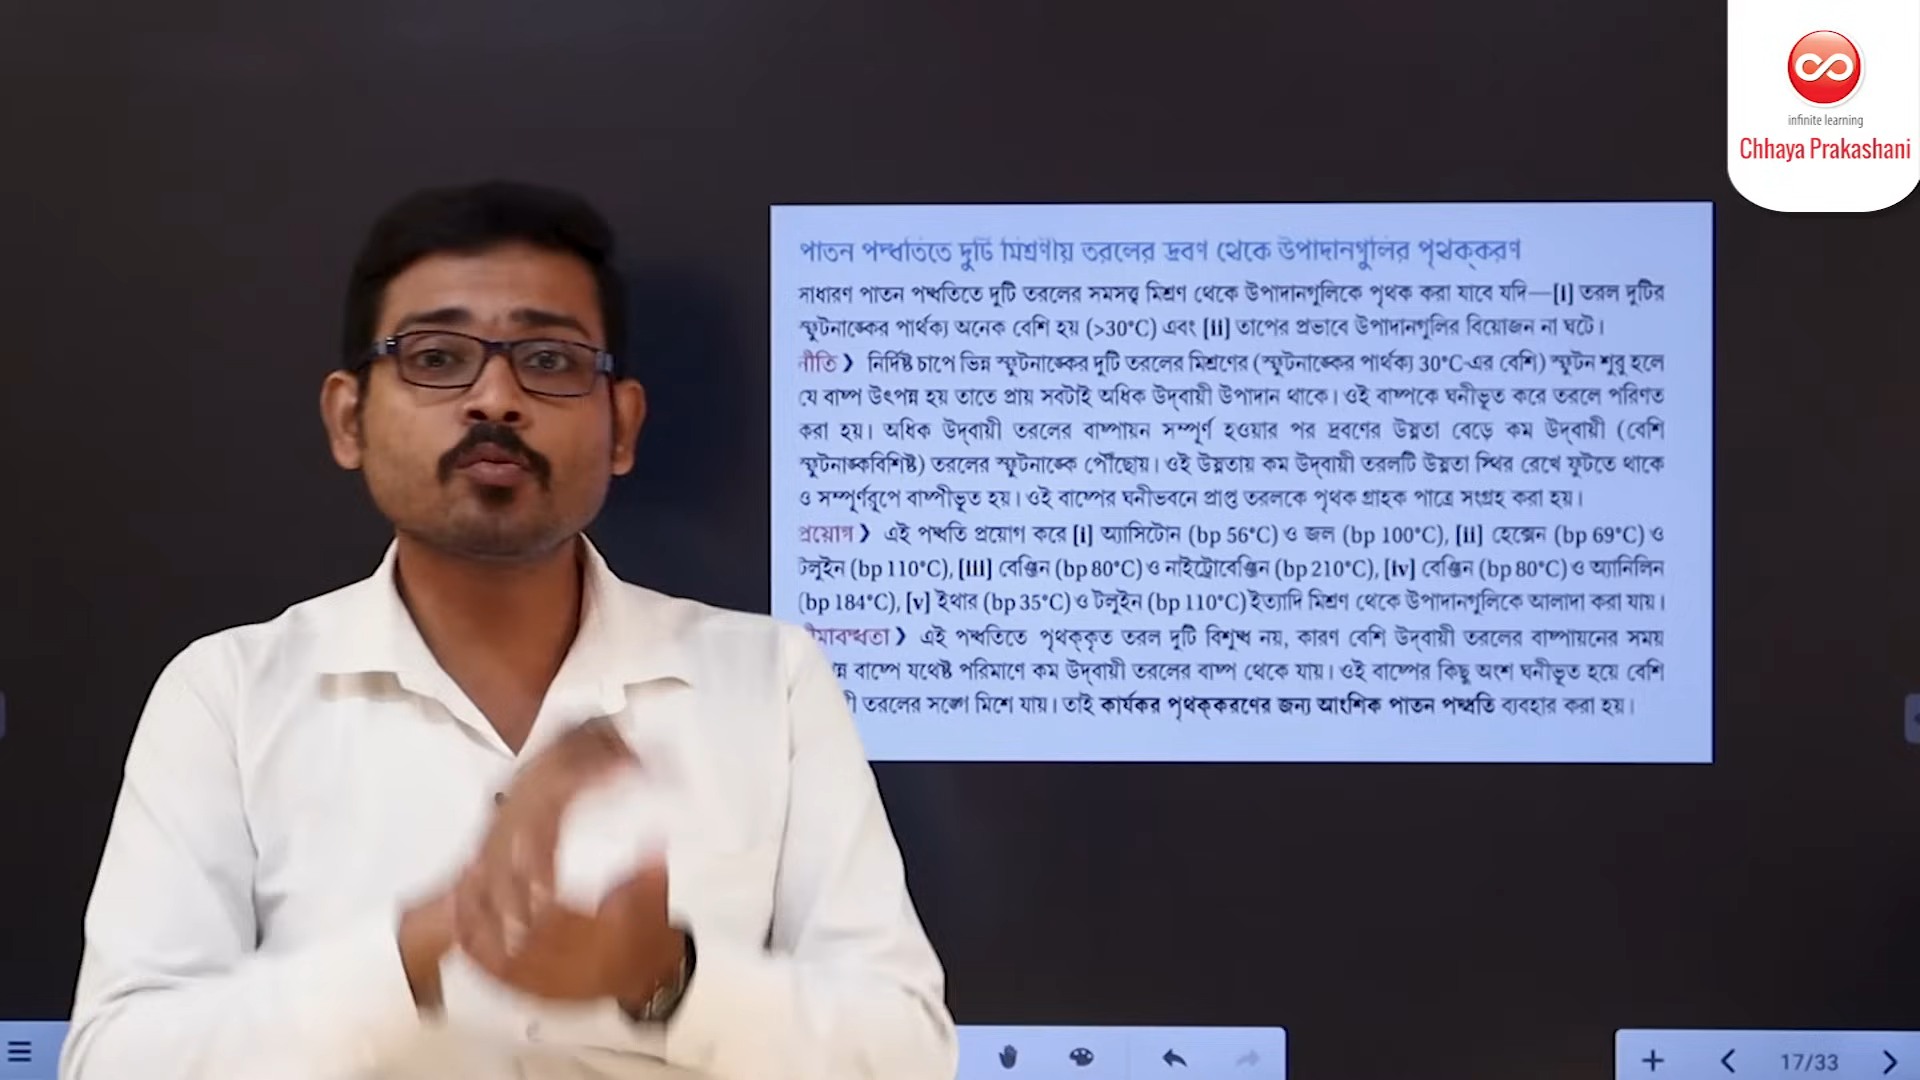 infinite learning
Chhaya Prakashani
পাতন পদ্ধতিতে দুটি মিশ্রণীয় তরলের দ্রবণ থেকে উপাদানগুলির পৃথক্‌করণ
সাধারণ পাতন পদ্ধতিতে দুটি তরলের সমসত্ত্ব মিশ্রণ থেকে উপাদানগুলিকে পৃথক করা যাবে যদি—[i] তরল দুটির
স্ফুটনাঙ্কের পার্থক্য অনেক বেশি হয় (>30°C) এবং [ii] তাপের প্রভাবে উপাদানগুলির বিয়োজন না ঘটে।
নীতি ❯ নির্দিষ্ট চাপে ভিন্ন স্ফুটনাঙ্কের দুটি তরলের মিশ্রণের (স্ফুটনাঙ্কের পার্থক্য 30°C-এর বেশি) স্ফুটন শুরু হলে
যে বাষ্প উৎপন্ন হয় তাতে প্রায় সবটাই অধিক উদ্‌বায়ী উপাদান থাকে। ওই বাষ্পকে ঘনীভূত করে তরলে পরিণত
করা হয়। অধিক উদ্‌বায়ী তরলের বাষ্পায়ন সম্পূর্ণ হওয়ার পর দ্রবণের উষ্ণতা বেড়ে কম উদ্‌বায়ী (বেশি
স্ফুটনাঙ্কবিশিষ্ট) তরলের স্ফুটনাঙ্কে পৌঁছোয়। ওই উষ্ণতায় কম উদ্‌বায়ী তরলটি উষ্ণতা স্থির রেখে ফুটতে থাকে
ও সম্পূর্ণরূপে বাষ্পীভূত হয়। ওই বাষ্পের ঘনীভবনে প্রাপ্ত তরলকে পৃথক গ্রাহক পাত্রে সংগ্রহ করা হয়।
প্রয়োগ ❯ এই পদ্ধতি প্রয়োগ করে [i] অ্যাসিটোন (bp 56°C) ও জল (bp 100°C), [ii] হেক্সেন (bp 69°C) ও
টলুইন (bp 110°C), [iii] বেঞ্জিন (bp 80°C) ও নাইট্রোবেঞ্জিন (bp 210°C), [iv] বেঞ্জিন (bp 80°C) ও অ্যানিলিন
(bp 184°C), [v] ইথার (bp 35°C) ও টলুইন (bp 110°C) ইত্যাদি মিশ্রণ থেকে উপাদানগুলিকে আলাদা করা যায়।
❯ এই পদ্ধতিতে পৃথক্‌কৃত তরল দুটি বিশুদ্ধ নয়, কারণ বেশি উদ্‌বায়ী তরলের বাষ্পায়নের সময়
বাষ্পে যথেষ্ট পরিমাণে কম উদ্‌বায়ী তরলের বাষ্প থেকে যায়। ওই বাষ্পের কিছু অংশ ঘনীভূত হয়ে বেশি
তরলের সঙ্গে মিশে যায়। তাই কার্যকর পৃথক্‌করণের জন্য আংশিক পাতন পদ্ধতি ব্যবহার করা হয়।
17/33